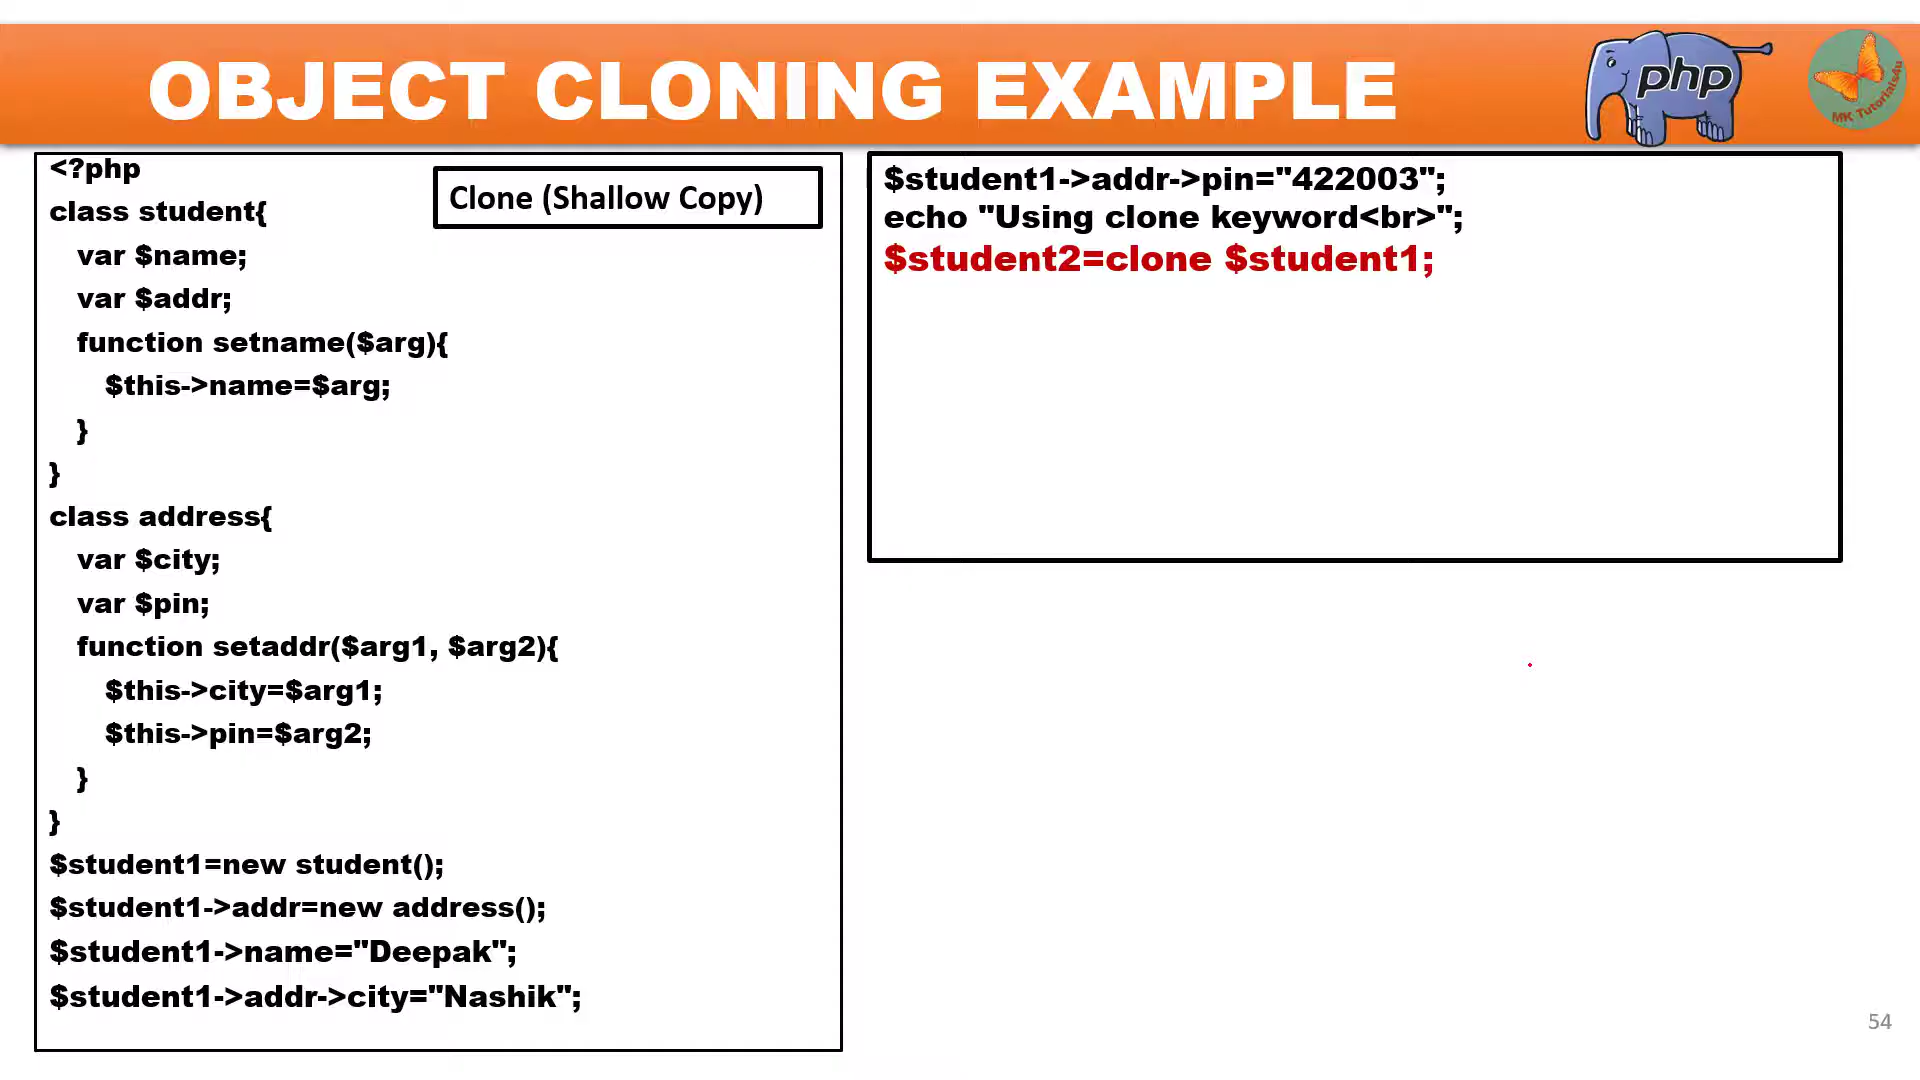 OBJECT CLONING EXAMPLE
php
MK Tutorials4u
<?php
Clone (Shallow Copy)
class student{
var $name;
var $addr;
function setname($arg){
$this->name=$arg;
}
}
class address{
var $city;
var $pin;
function setaddr($arg1, $arg2){
$this->city=$arg1;
$this->pin=$arg2;
}
}
$student1=new student();
$student1->addr=new address();
$student1->name="Deepak";
$student1->addr->city="Nashik";
$student1->addr->pin="422003";
echo "Using clone keyword<br>";
$student2=clone $student1;
54